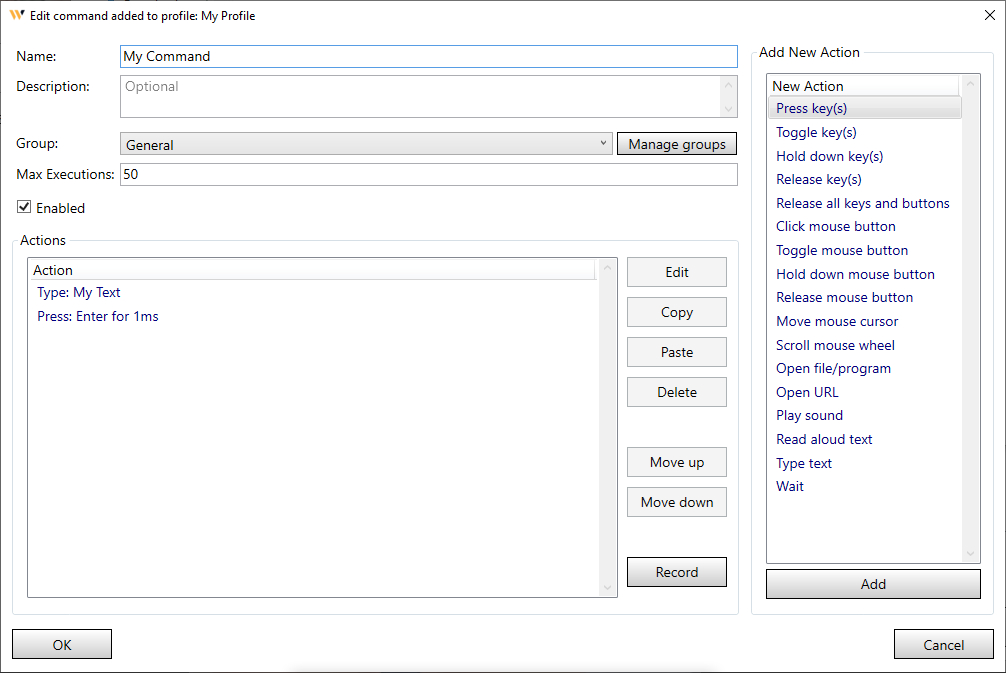 Edit command added to profile: My Profile
Name:
My Command
Description:
Optional
Group:
General
Manage groups
Max Executions:
50
Enabled
Actions
Action
Type: My Text
Press: Enter for 1ms
Edit
Copy
Paste
Delete
Move up
Move down
Record
Add New Action
New Action
Press key(s)
Toggle key(s)
Hold down key(s)
Release key(s)
Release all keys and buttons
Click mouse button
Toggle mouse button
Hold down mouse button
Release mouse button
Move mouse cursor
Scroll mouse wheel
Open file/program
Open URL
Play sound
Read aloud text
Type text
Wait
Add
OK
Cancel